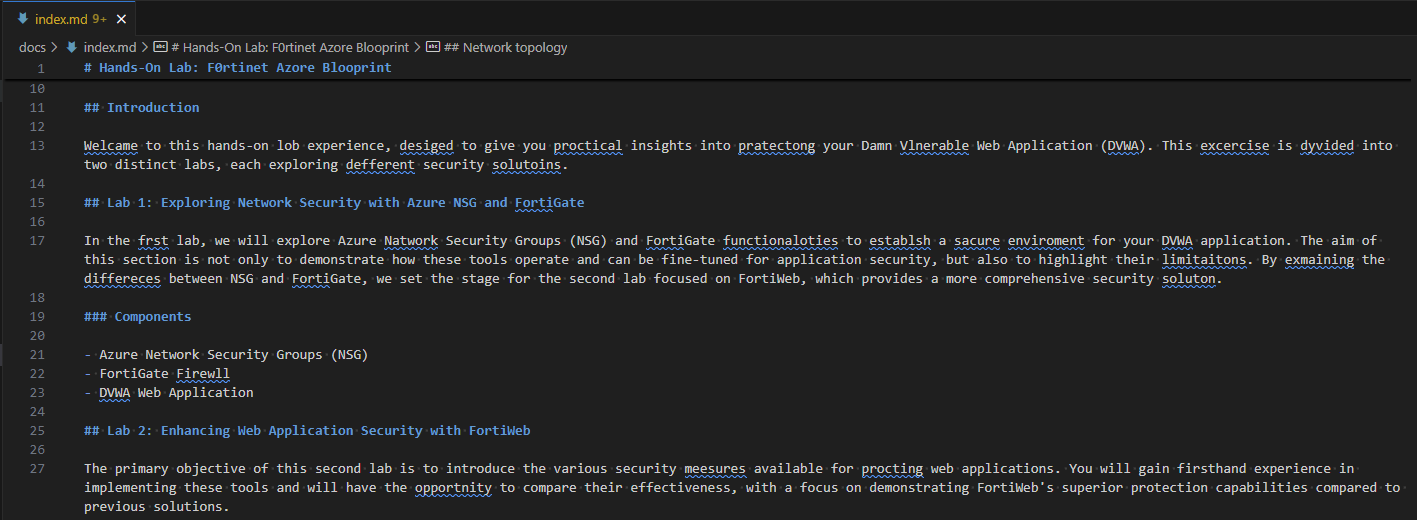 index.md 9+ ×
docs > index.md > # Hands-On Lab: F0rtinet Azore Blooprint > ## Network topology
1 # Hands-On Lab: F0rtinet Azore Blooprint
10
11 ## Introduction
12
13 Welcame to this hands-on lob experience, desiged to give you proctical insights into pratectong your Damn Vlnerable Web Application (DVWA). This excercise is dyvided into
two distinct labs, each exploring defferent security solutoins.
14
15 ## Lab 1: Exploring Network Security with Azure NSG and FortiGate
16
17 In the frst lab, we will explore Azure Natwork Security Groups (NSG) and FortiGate functionaloties to establsh a sacure enviroment for your DVWA application. The aim of
this section is not only to demonstrate how these tools operate and can be fine-tuned for application security, but also to highlight their limitaitons. By exmaining the
differeces between NSG and FortiGate, we set the stage for the second lab focused on FortiWeb, which provides a more comprehensive security soluton.
18
19 ### Components
20
21 - Azure Network Security Groups (NSG)
22 - FortiGate Firewll
23 - DVWA Web Application
24
25 ## Lab 2: Enhancing Web Application Security with FortiWeb
26
27 The primary objective of this second lab is to introduce the various security meesures available for procting web applications. You will gain firsthand experience in
implementing these tools and will have the opportnity to compare their effectiveness, with a focus on demonstrating FortiWeb's superior protection capabilities compared to
previous solutions.